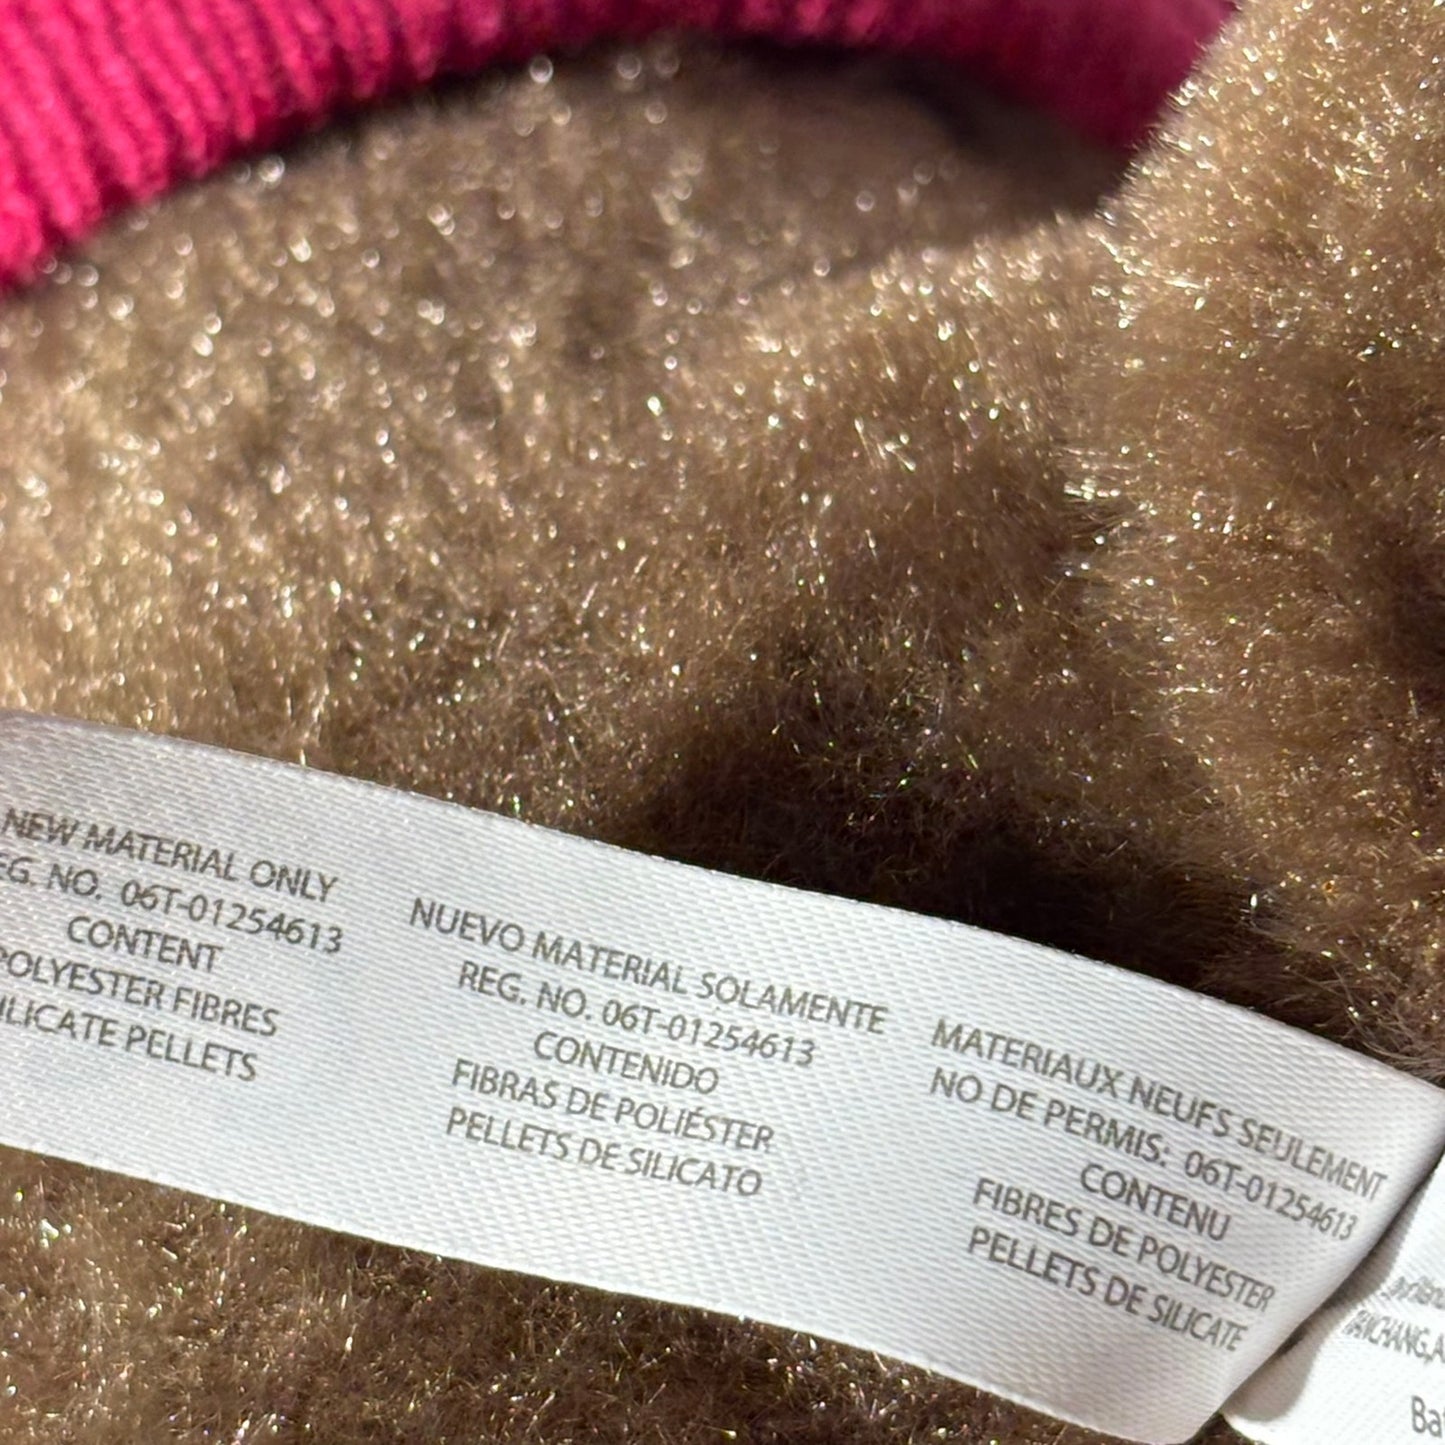 NEW MATERIAL ONLY
REG. NO. 06T-01254613
CONTENT
POLYESTER FIBRES
SILICATE PELLETS
NUEVO MATERIAL SOLAMENTE
REG. NO. 06T-01254613
CONTENIDO
FIBRAS DE POLIÉSTER
PELLETS DE SILICATO
MATERIAUX NEUFS SEULEMENT
NO DE PERMIS: 06T-01254613
CONTENU
FIBRES DE POLYESTER
PELLETS DE SILICATE